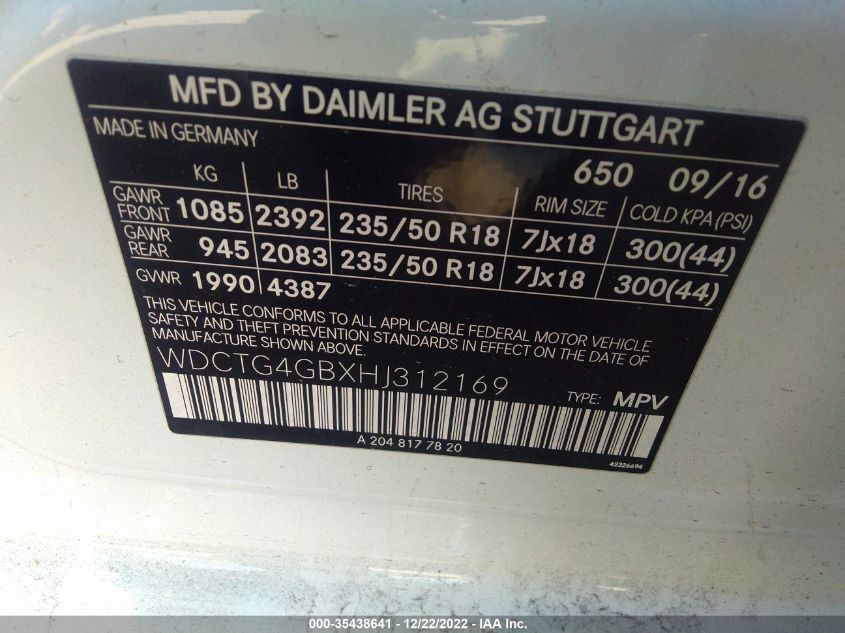 MFD BY DAIMLER AG STUTTGART
MADE IN GERMANY
650 09/16
KG LB TIRES RIM SIZE COLD KPA(PSI)
GAWR FRONT 1085 2392 235/50 R18 7Jx18 300(44)
GAWR REAR 945 2083 235/50 R18 7Jx18 300(44)
GVWR 1990 4387
THIS VEHICLE CONFORMS TO ALL APPLICABLE FEDERAL MOTOR VEHICLE
SAFETY AND THEFT PREVENTION STANDARDS IN EFFECT ON THE DATE OF
MANUFACTURE SHOWN ABOVE.
WDCTG4GBXHJ312169
TYPE: MPV
A 204 817 78 20
42326694
000-35438641 - 12/22/2022 - IAA Inc.